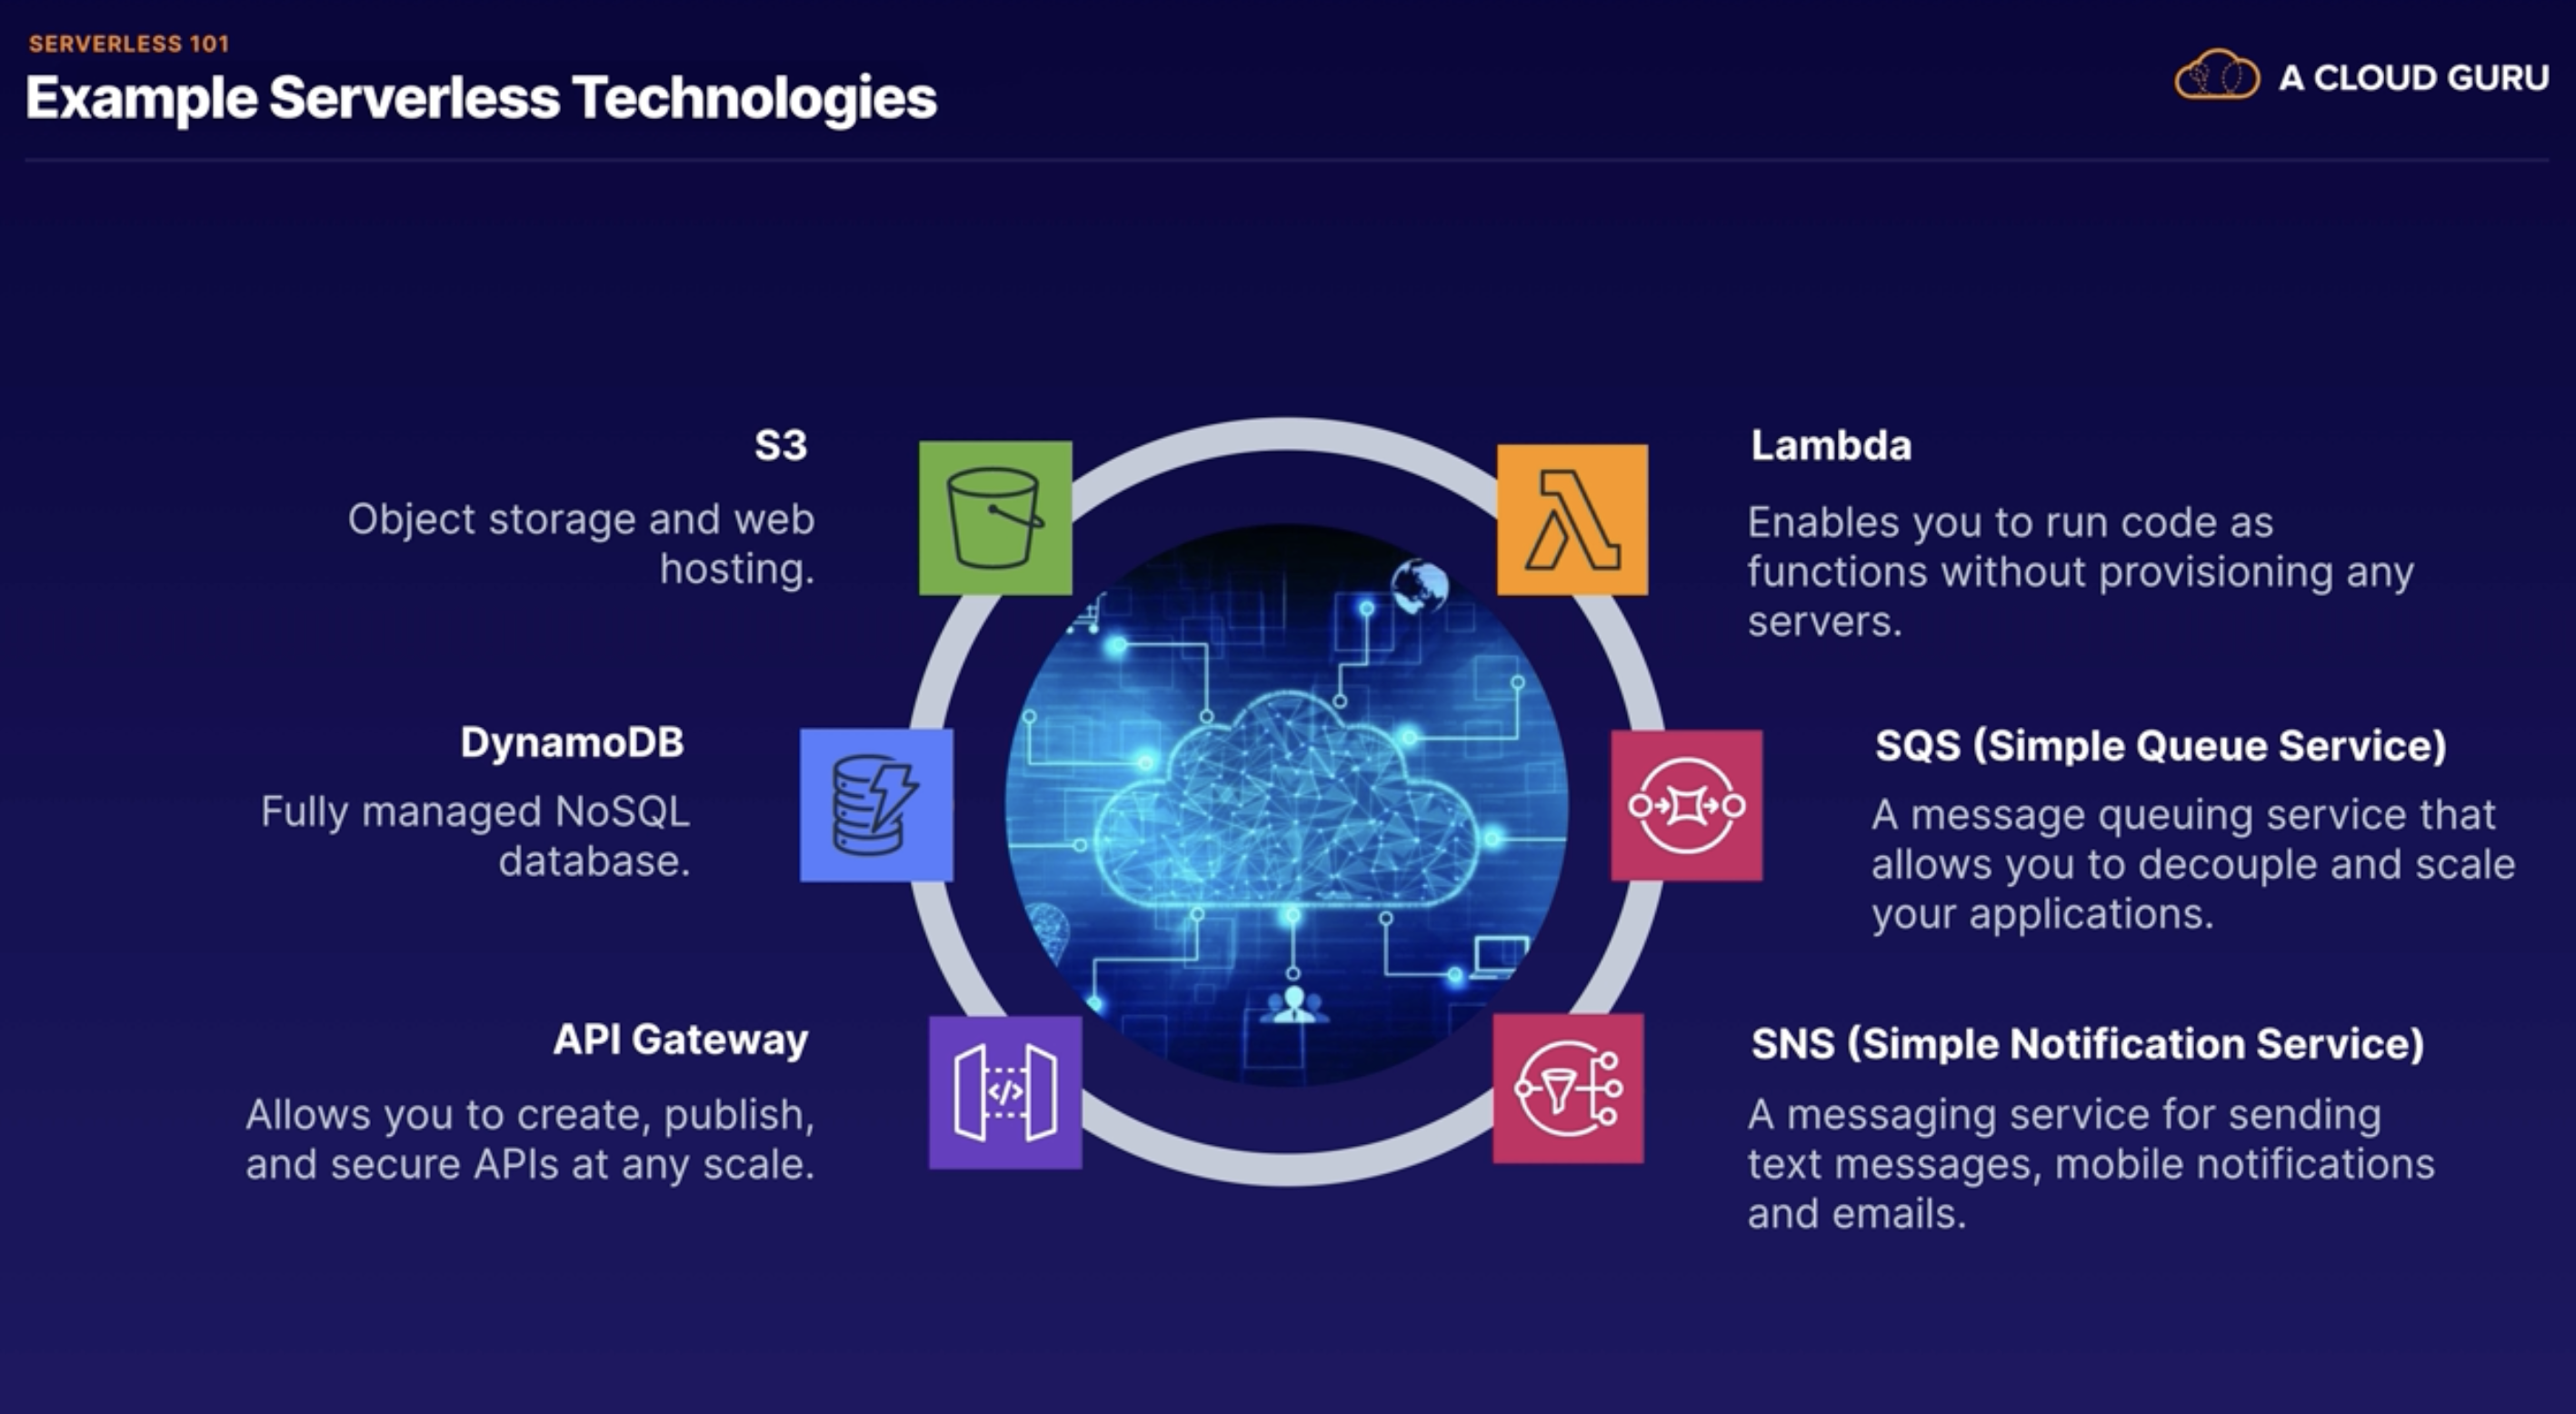 SERVERLESS 101
Example Serverless Technologies
A CLOUD GURU
S3
Object storage and web
hosting.
DynamoDB
Fully managed NoSQL
database.
API Gateway
Allows you to create, publish,
and secure APIs at any scale.
Lambda
Enables you to run code as
functions without provisioning any
servers.
SQS (Simple Queue Service)
A message queuing service that
allows you to decouple and scale
your applications.
SNS (Simple Notification Service)
A messaging service for sending
text messages, mobile notifications
and emails.